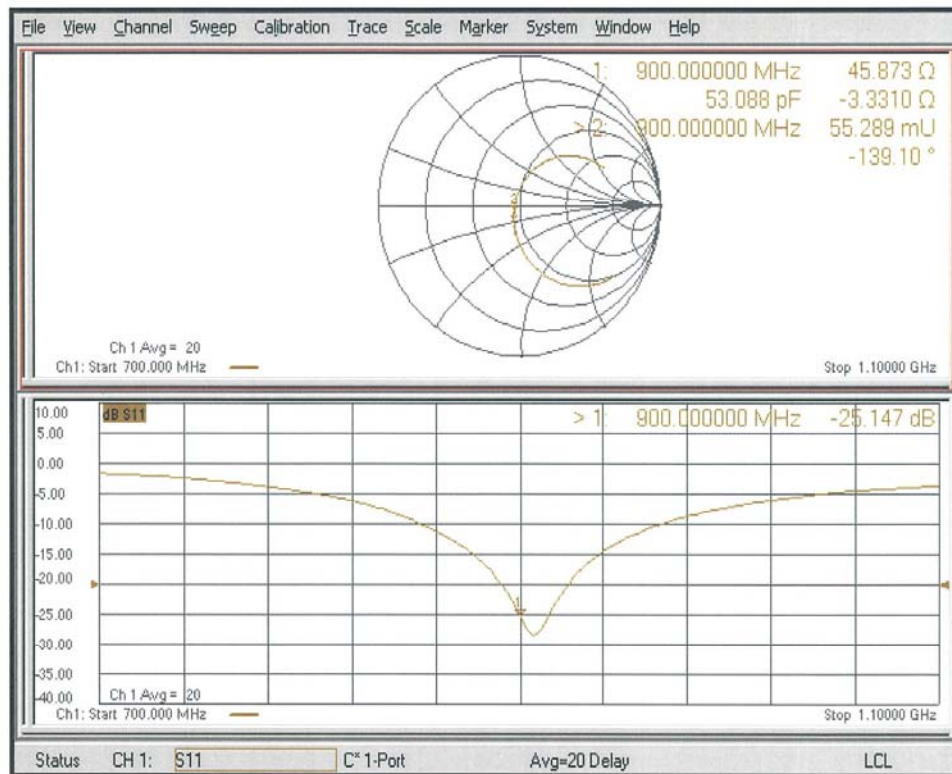 File View Channel Sweep Calibration Trace Scale Marker System Window Help
1: 900.000000 MHz 45.873 Ω
53.088 pF -3.3310 Ω
> 2: 900.000000 MHz 55.289 mU
-139.10 °
Ch 1 Avg = 20
Ch1: Start 700.000 MHz
Stop 1.10000 GHz
10.00
dB S11
> 1: 900.000000 MHz -25.147 dB
5.00
0.00
-5.00
-10.00
-15.00
-20.00
1
-25.00
-30.00
-35.00
-40.00
Ch 1 Avg = 20
Ch1: Start 700.000 MHz
Stop 1.10000 GHz
Status CH 1: S11 C* 1-Port Avg=20 Delay LCL